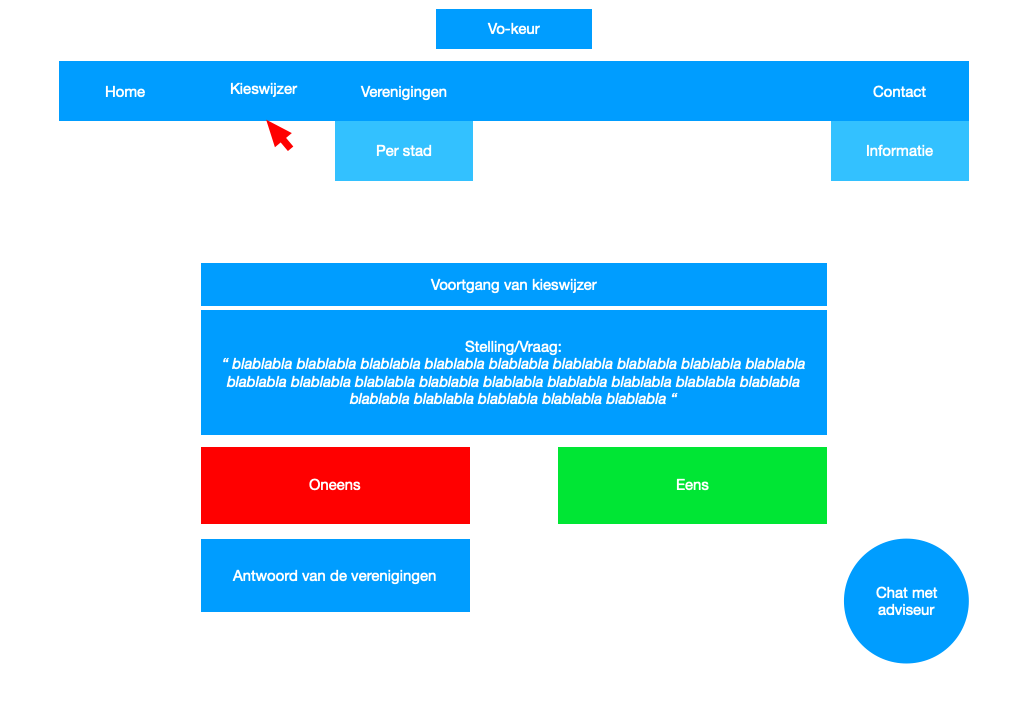 Vo-keur
Home
Kieswijzer
Verenigingen
Contact
Per stad
Informatie
Voortgang van kieswijzer
Stelling/Vraag:
“ blablabla blablabla blablabla blablabla blablabla blablabla blablabla blablabla blablabla
blablabla blablabla blablabla blablabla blablabla blablabla blablabla blablabla blablabla
blablabla blablabla blablabla blablabla blablabla “
Oneens
Eens
Antwoord van de verenigingen
Chat met
adviseur